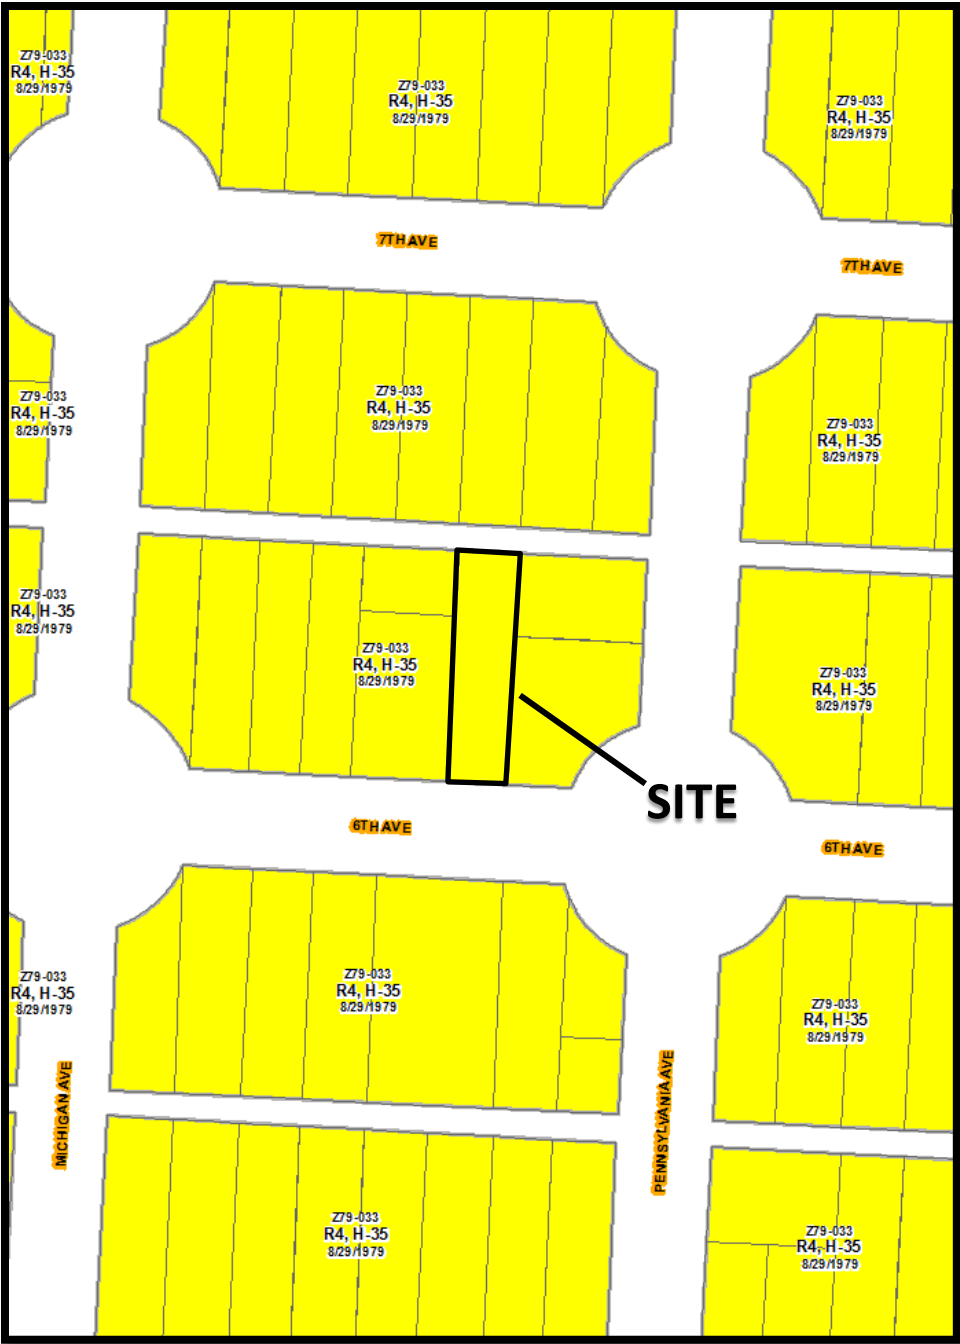 Z79-033
R4, H-35
8/29/1979
Z79-033
R4, H-35
8/29/1979
Z79-033
R4, H-35
8/29/1979
7TH AVE
7TH AVE
Z79-033
R4, H-35
8/29/1979
Z79-033
R4, H-35
8/29/1979
Z79-033
R4, H-35
8/29/1979
Z79-033
R4, H-35
8/29/1979
Z79-033
R4, H-35
8/29/1979
Z79-033
R4, H-35
8/29/1979
SITE
6TH AVE
6TH AVE
Z79-033
R4, H-35
8/29/1979
Z79-033
R4, H-35
8/29/1979
Z79-033
R4, H-35
8/29/1979
MICHIGAN AVE
PENNSYLVANIA AVE
Z79-033
R4, H-35
8/29/1979
Z79-033
R4, H-35
8/29/1979